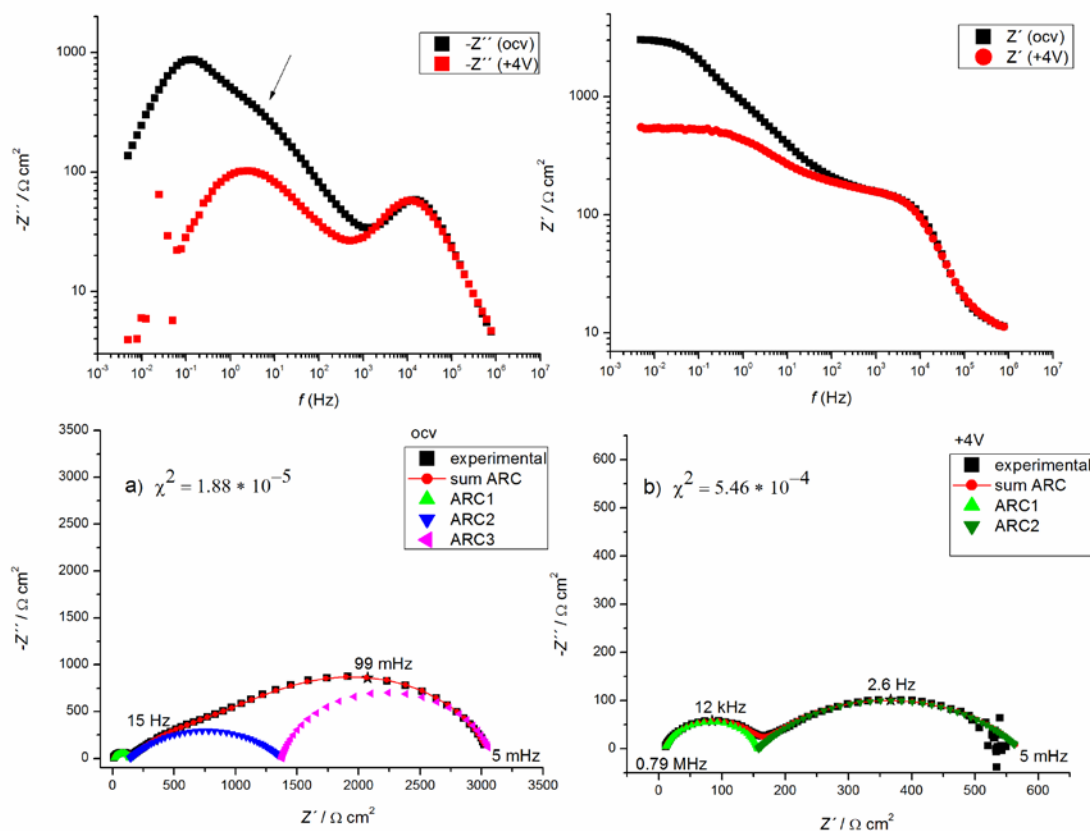 -Z´´ / Ω cm²
1000
100
10
-Z´´ (ocv)
-Z´´ (+4V)
10⁻³ 10⁻² 10⁻¹ 10⁰ 10¹ 10² 10³ 10⁴ 10⁵ 10⁶ 10⁷
f (Hz)
Z´ / Ω cm²
1000
100
10
Z´ (ocv)
Z´ (+4V)
10⁻³ 10⁻² 10⁻¹ 10⁰ 10¹ 10² 10³ 10⁴ 10⁵ 10⁶ 10⁷
f (Hz)
-Z´´ / Ω cm²
3500
3000
2500
2000
1500
1000
500
0
a) χ² = 1.88 * 10⁻⁵
ocv
experimental
sum ARC
ARC1
ARC2
ARC3
99 mHz
15 Hz
5 mHz
0 500 1000 1500 2000 2500 3000 3500
Z´ / Ω cm²
-Z´´ / Ω cm²
600
500
400
300
200
100
0
b) χ² = 5.46 * 10⁻⁴
+4V
experimental
sum ARC
ARC1
ARC2
2.6 Hz
12 kHz
0.79 MHz
5 mHz
0 100 200 300 400 500 600
Z´ / Ω cm²